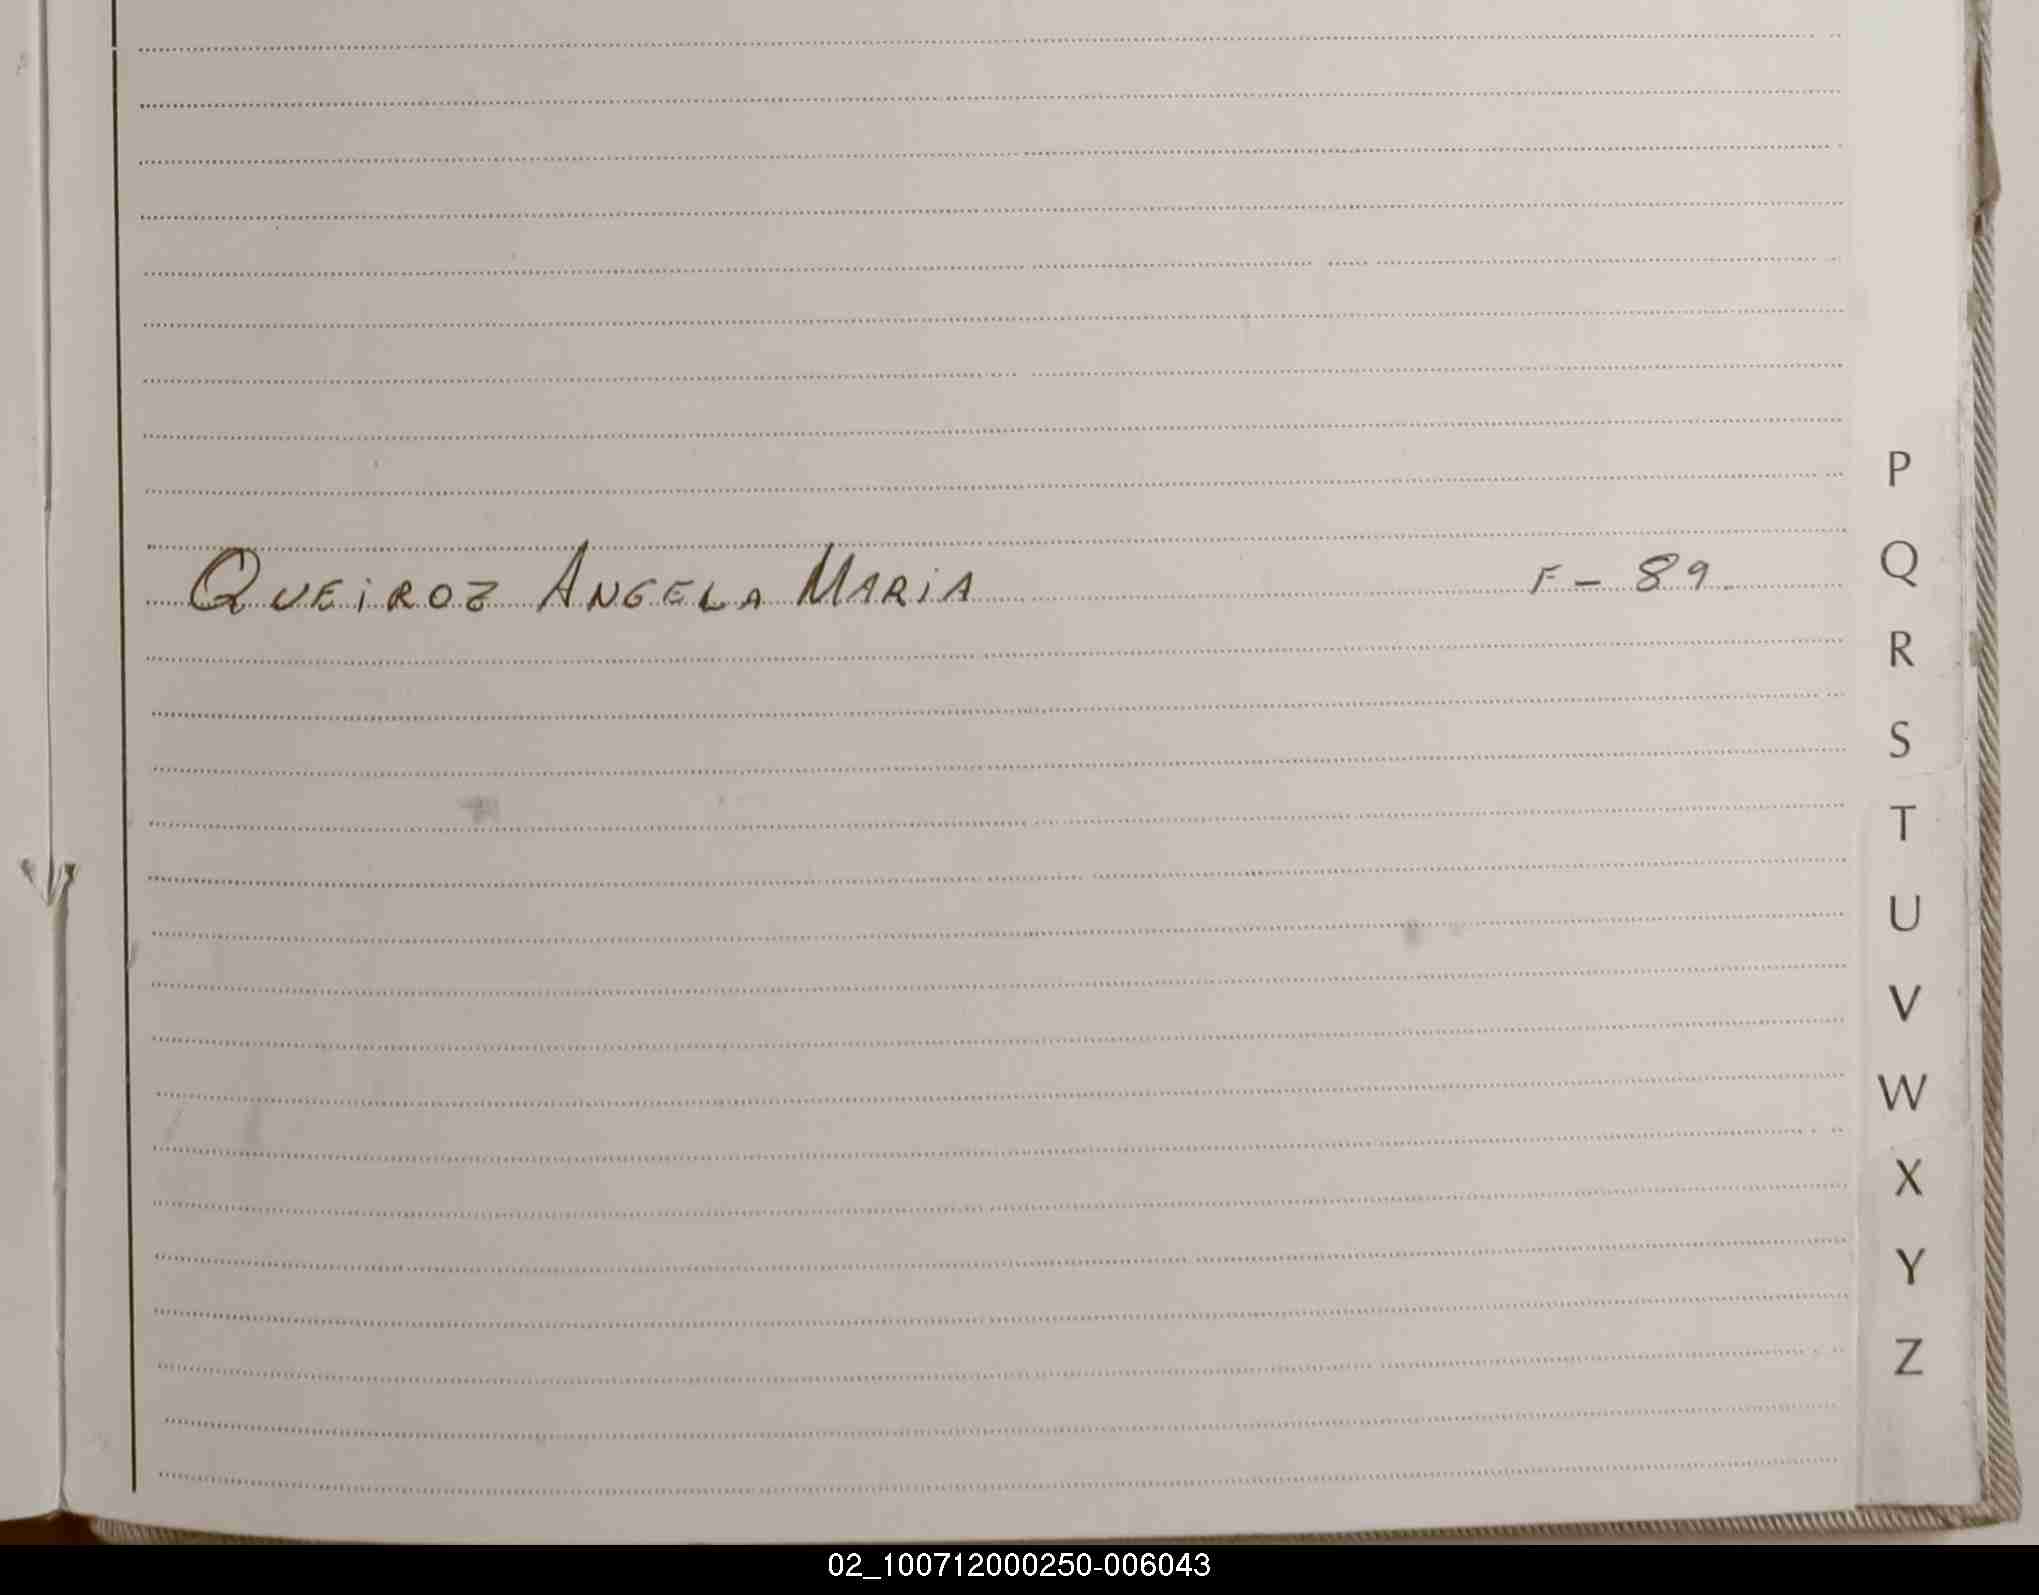 QUEIROZ ANGELA MARIA F- 89.
P
Q
R
S
T
U
V
W
X
Y
Z
02_100712000250-006043